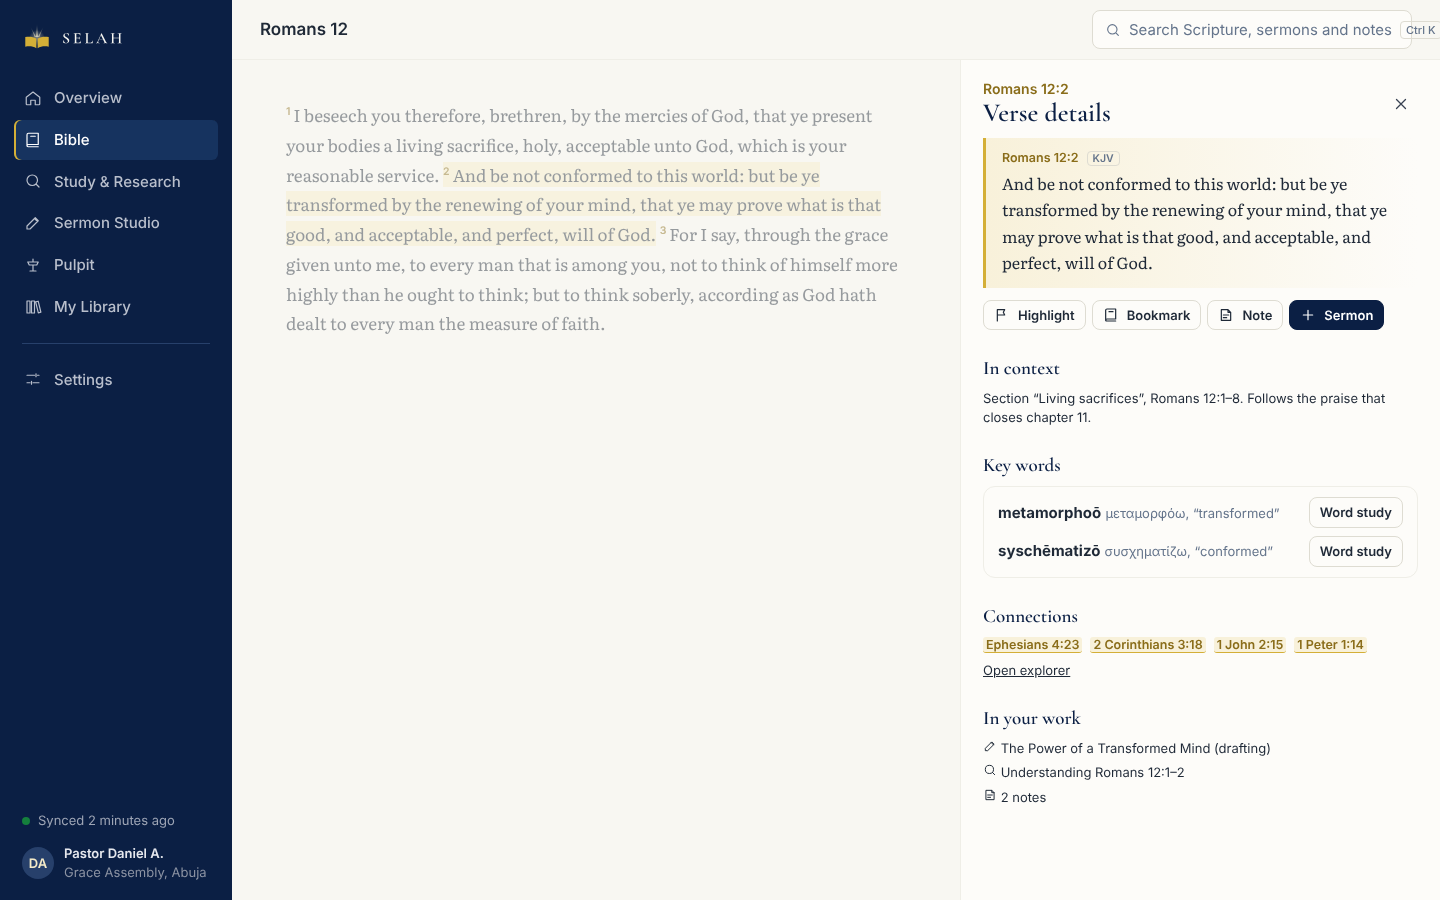 SELAH
Overview
Bible
Study & Research
Sermon Studio
Pulpit
My Library
Settings
Synced 2 minutes ago
DA
Pastor Daniel A.
Grace Assembly, Abuja
Romans 12
Search Scripture, sermons and notes
Ctrl K
1 I beseech you therefore, brethren, by the mercies of God, that ye present
your bodies a living sacrifice, holy, acceptable unto God, which is your
reasonable service. 2 And be not conformed to this world: but be ye
transformed by the renewing of your mind, that ye may prove what is that
good, and acceptable, and perfect, will of God. 3 For I say, through the grace
given unto me, to every man that is among you, not to think of himself more
highly than he ought to think; but to think soberly, according as God hath
dealt to every man the measure of faith.
Romans 12:2
Verse details
Romans 12:2 KJV
And be not conformed to this world: but be ye
transformed by the renewing of your mind, that ye
may prove what is that good, and acceptable, and
perfect, will of God.
Highlight
Bookmark
Note
Sermon
In context
Section “Living sacrifices”, Romans 12:1–8. Follows the praise that
closes chapter 11.
Key words
metamorphoō μεταμορφόω, “transformed”
Word study
syschēmatizō συσχηματίζω, “conformed”
Word study
Connections
Ephesians 4:23 2 Corinthians 3:18 1 John 2:15 1 Peter 1:14
Open explorer
In your work
The Power of a Transformed Mind (drafting)
Understanding Romans 12:1–2
2 notes